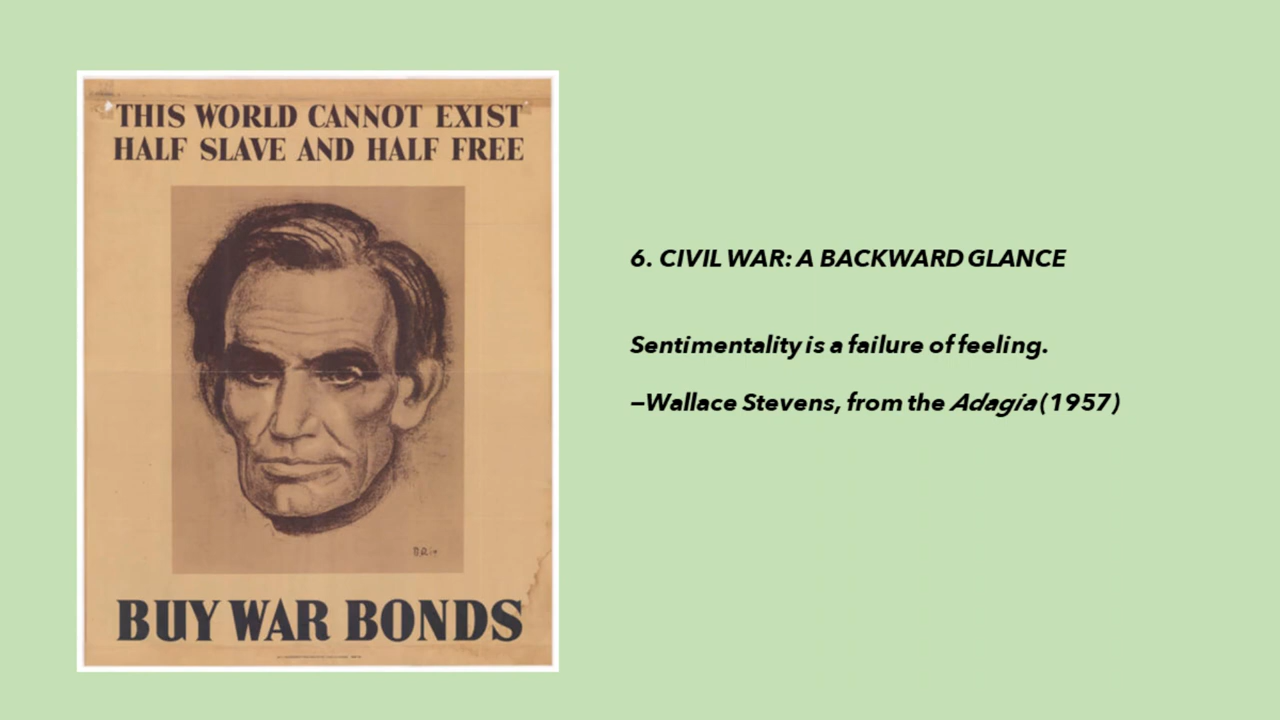 THIS WORLD CANNOT EXIST
HALF SLAVE AND HALF FREE
BUY WAR BONDS
6. CIVIL WAR: A BACKWARD GLANCE
Sentimentality is a failure of feeling.
—Wallace Stevens, from the Adagia (1957)